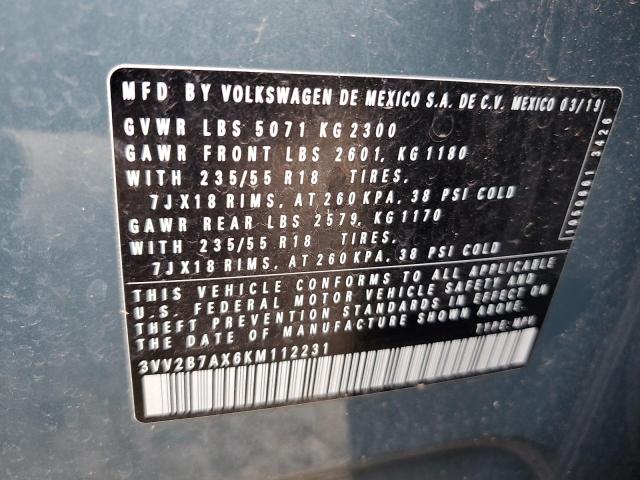 MFD BY VOLKSWAGEN DE MEXICO S.A. DE C.V. MEXICO 03/19
GVWR LBS 5071 KG 2300
GAWR FRONT LBS 2601, KG 1180
WITH 235/55 R18 TIRES,
7JX18 RIMS, AT 260 KPA, 38 PSI COLD
GAWR REAR LBS 2579, KG 1170
WITH 235/55 R18 TIRES,
7JX18 RIMS, AT 260 KPA, 38 PSI COLD
THIS VEHICLE CONFORMS TO ALL APPLICABLE
U.S. FEDERAL MOTOR VEHICLE SAFETY AND
THEFT PREVENTION STANDARDS IN EFFECT ON
THE DATE OF MANUFACTURE SHOWN ABOVE.
3VV2B7AX6KM112231
TYPE: MPV
3426